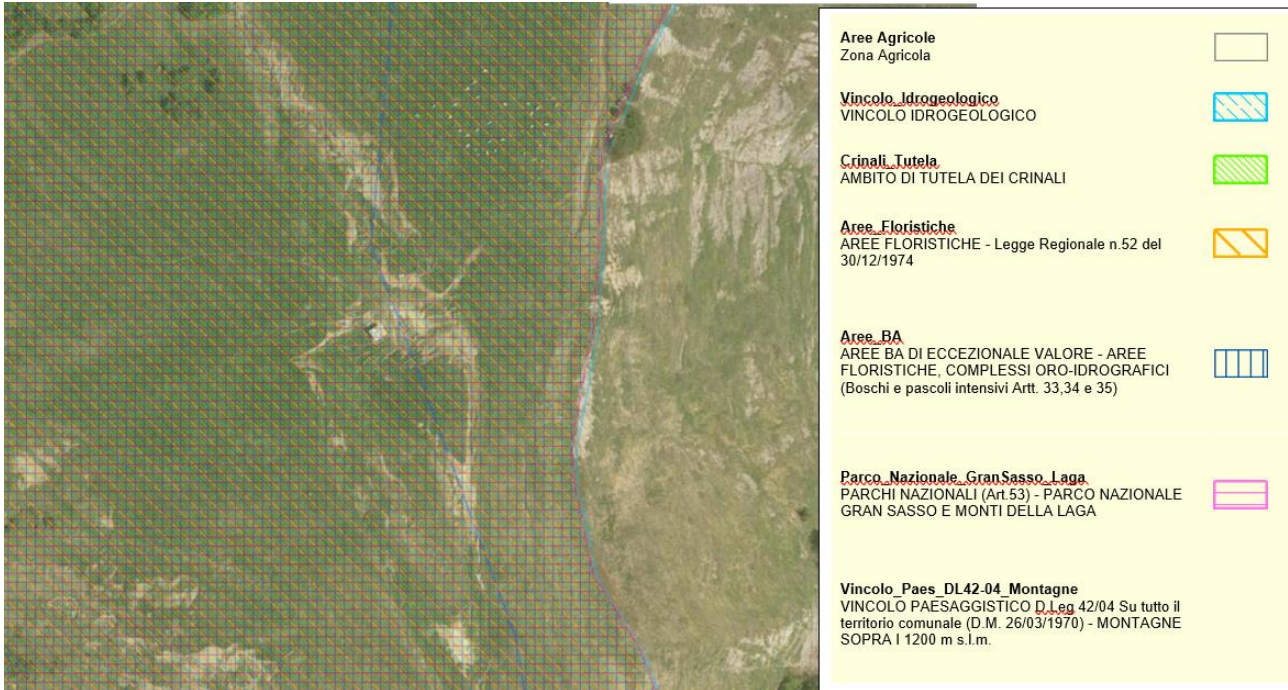 Aree Agricole
Zona Agricola
Vincolo_Idrogeologico
VINCOLO IDROGEOLOGICO
Crinali_Tutela
AMBITO DI TUTELA DEI CRINALI
Aree_Floristiche
AREE FLORISTICHE - Legge Regionale n.52 del
30/12/1974
Aree_BA
AREE BA DI ECCEZIONALE VALORE - AREE
FLORISTICHE, COMPLESSI ORO-IDROGRAFICI
(Boschi e pascoli intensivi Artt. 33,34 e 35)
Parco_Nazionale_GranSasso_Laga
PARCHI NAZIONALI (Art.53) - PARCO NAZIONALE
GRAN SASSO E MONTI DELLA LAGA
Vincolo_Paes_DL42-04_Montagne
VINCOLO PAESAGGISTICO D.Leg 42/04 Su tutto il
territorio comunale (D.M. 26/03/1970) - MONTAGNE
SOPRA I 1200 m s.l.m.